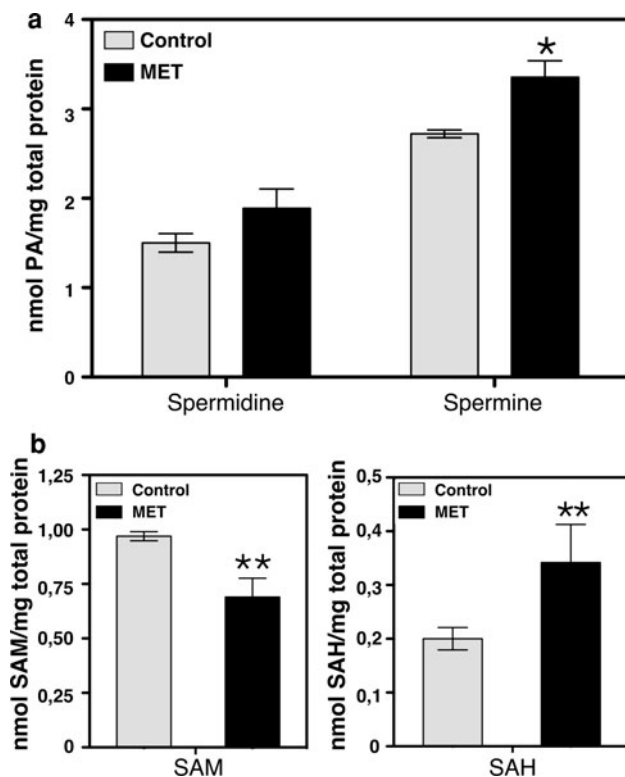 a
nmol PA/mg total protein
4
3
2
1
0
Control
MET
*
Spermidine
Spermine
b
nmol SAM/mg total protein
1,25
1,00
0,75
0,50
0,25
0
Control
MET
**
SAM
nmol SAH/mg total protein
0,5
0,4
0,3
0,2
0,1
0
Control
MET
**
SAH